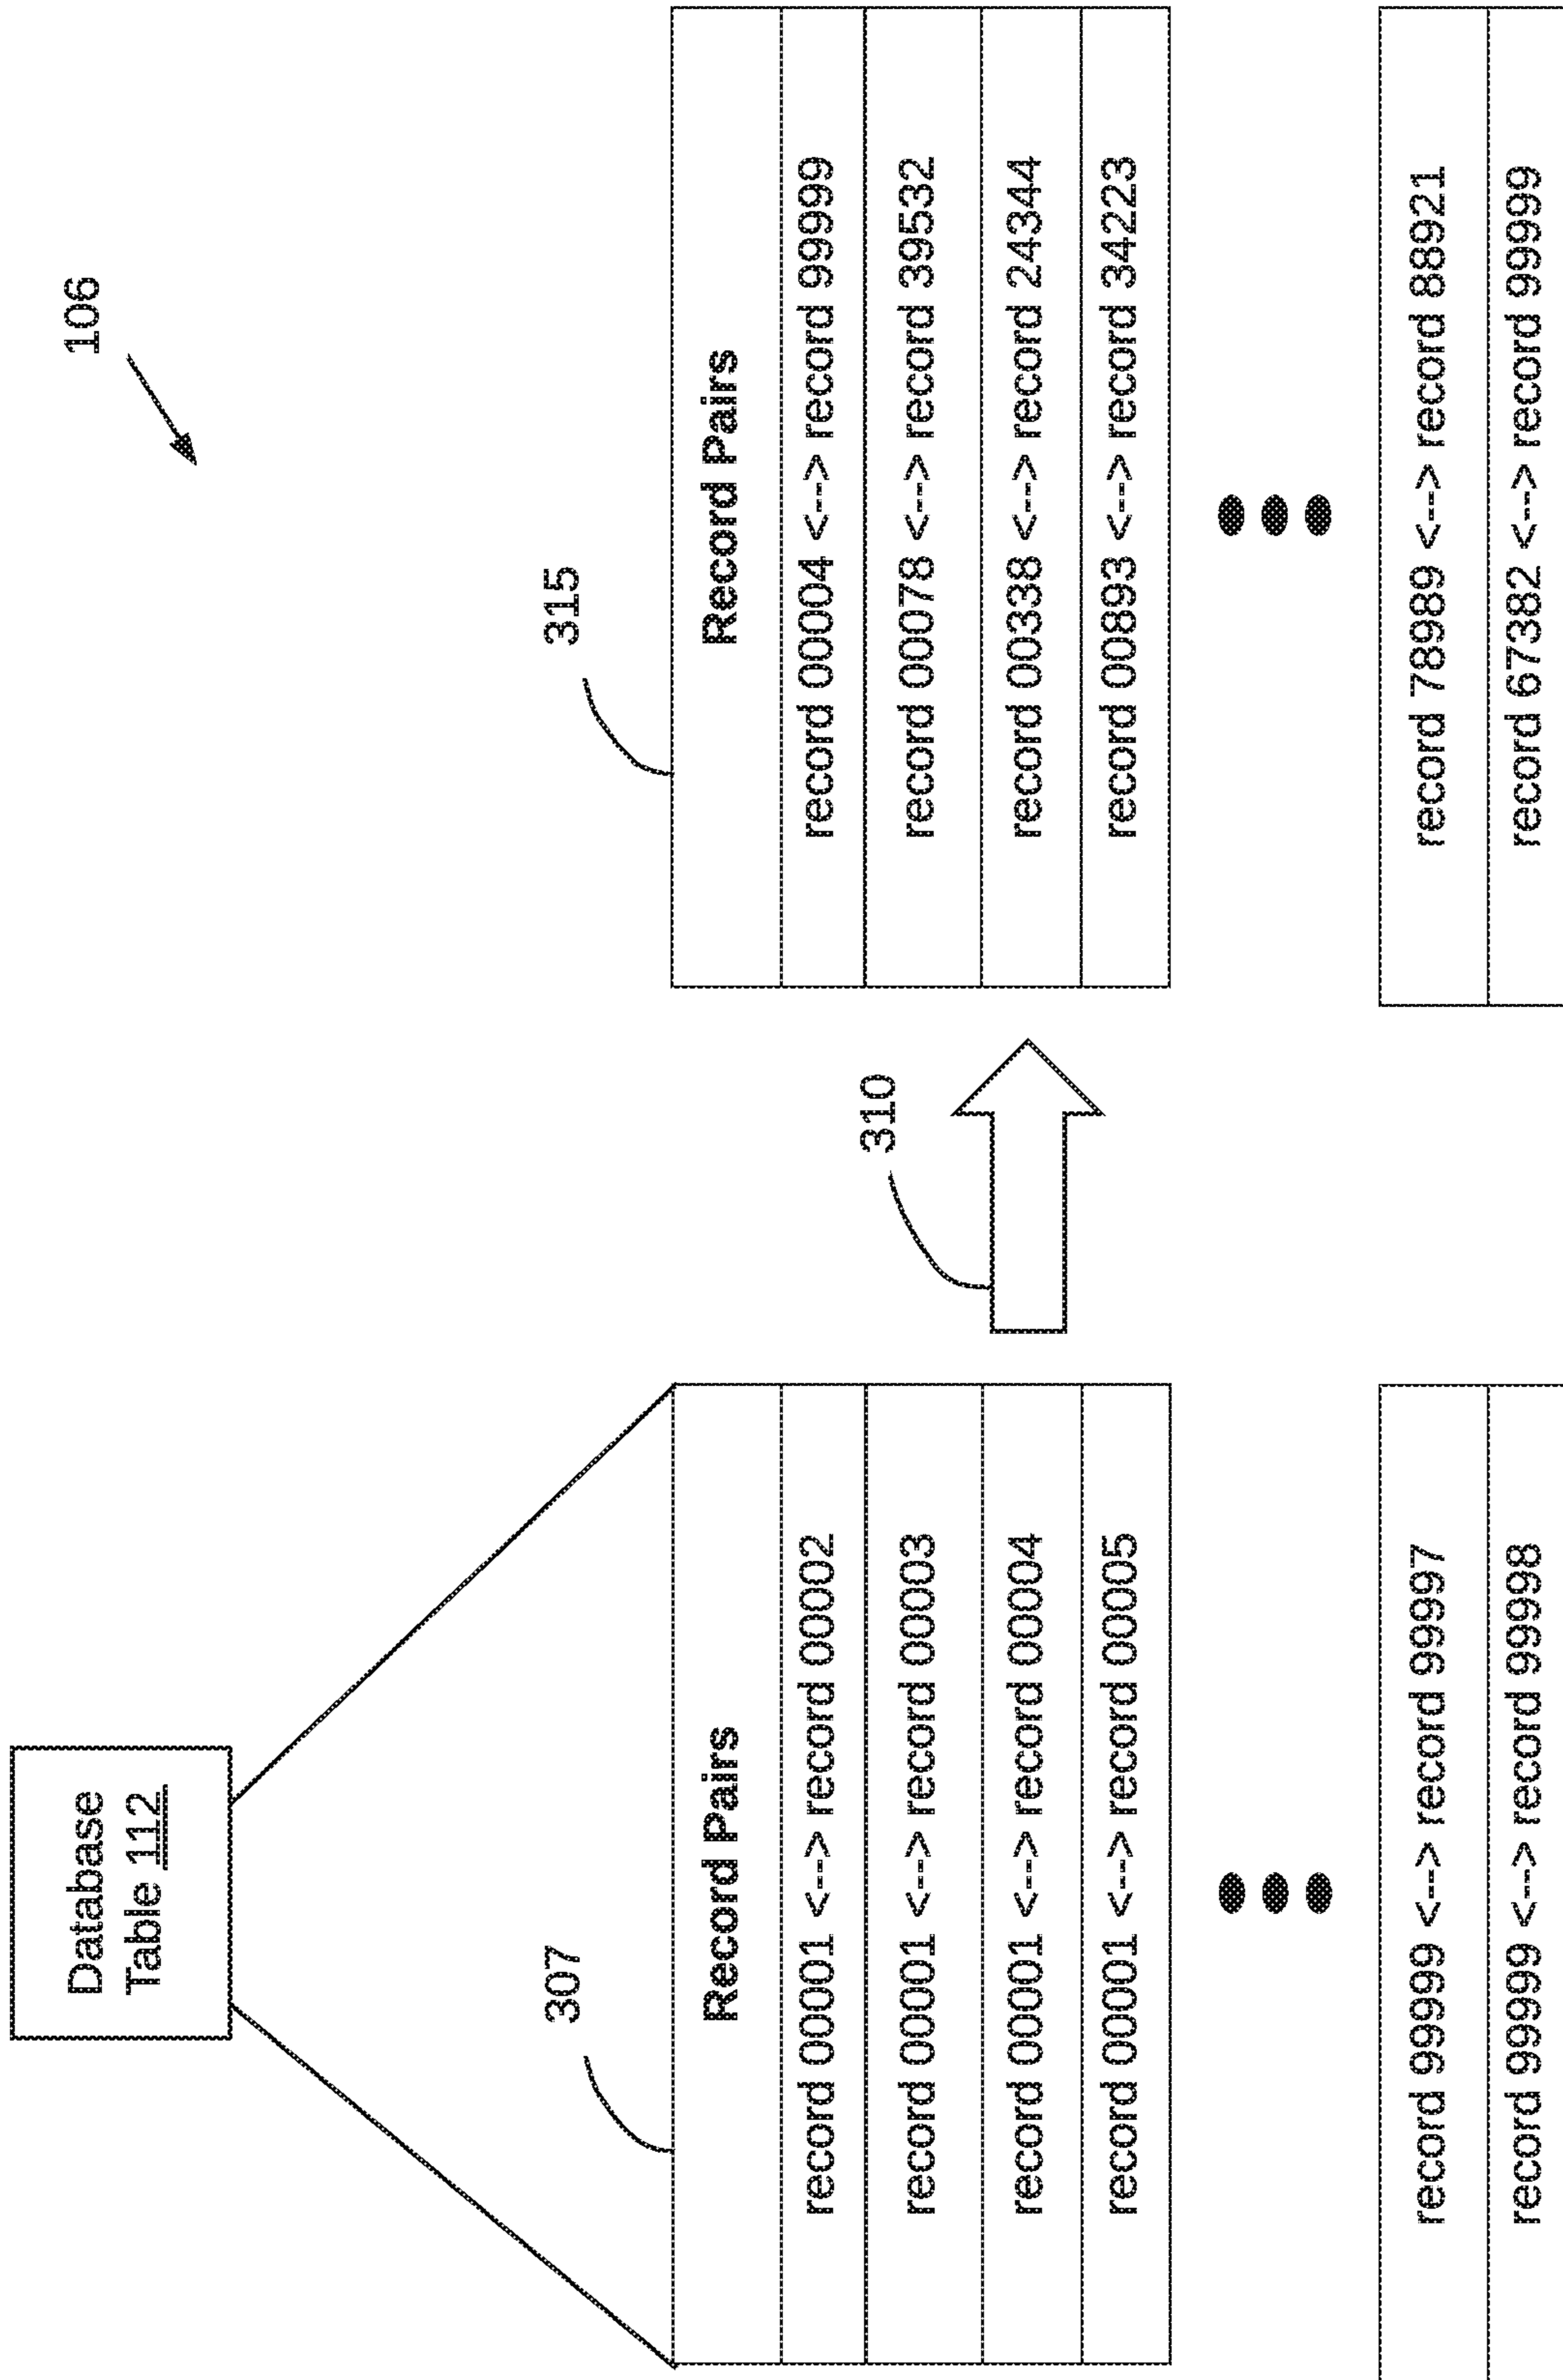 106
Database
Table 112
307
Record Pairs
record 00001 <--> record 00002
record 00001 <--> record 00003
record 00001 <--> record 00004
record 00001 <--> record 00005
record 99999 <--> record 99997
record 99999 <--> record 99998
310
315
Record Pairs
record 00004 <--> record 99999
record 00078 <--> record 39532
record 00338 <--> record 24344
record 00893 <--> record 34223
record 78989 <--> record 88921
record 67382 <--> record 99999